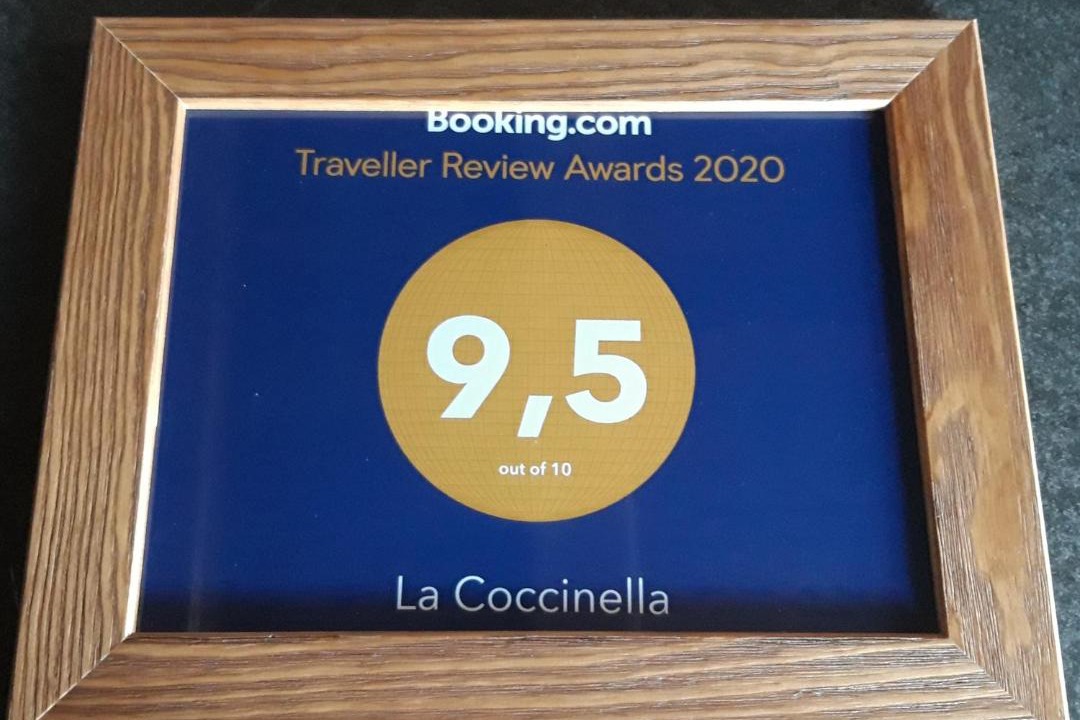 Booking.com
Traveller Review Awards 2020
9,5
out of 10
La Coccinella